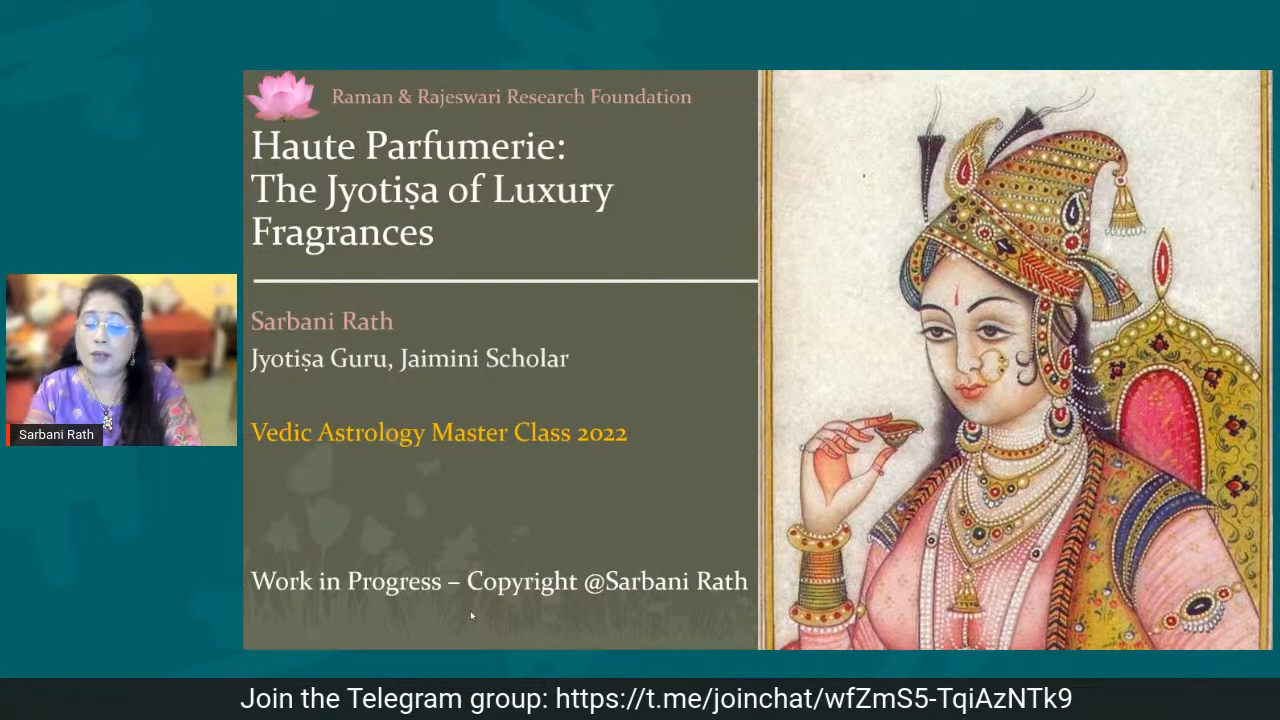 Raman & Rajeswari Research Foundation
Haute Parfumerie:
The Jyotiṣa of Luxury
Fragrances
Sarbani Rath
Jyotiṣa Guru, Jaimini Scholar
Vedic Astrology Master Class 2022
Work in Progress – Copyright @Sarbani Rath
Sarbani Rath
Join the Telegram group: https://t.me/joinchat/wfZmS5-TqiAzNTk9